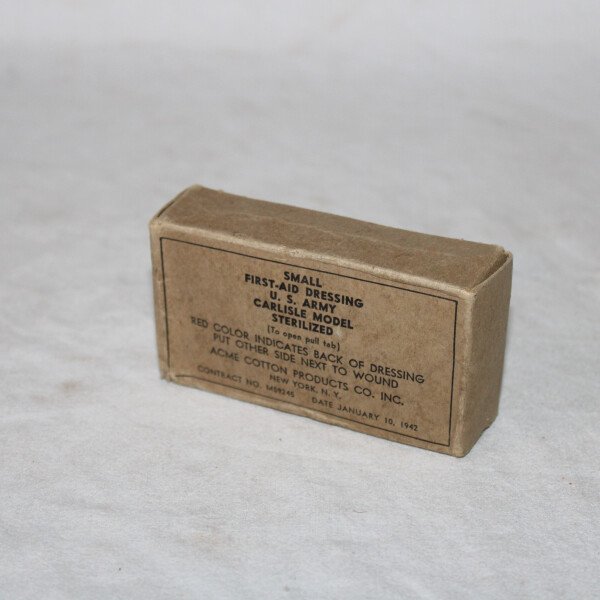 SMALL
FIRST-AID DRESSING
U. S. ARMY
CARLISLE MODEL
STERILIZED
(To open pull tab)
RED COLOR INDICATES BACK OF DRESSING
PUT OTHER SIDE NEXT TO WOUND
ACME COTTON PRODUCTS CO. INC.
NEW YORK, N. Y.
CONTRACT NO. M59245 DATE JANUARY 10, 1942